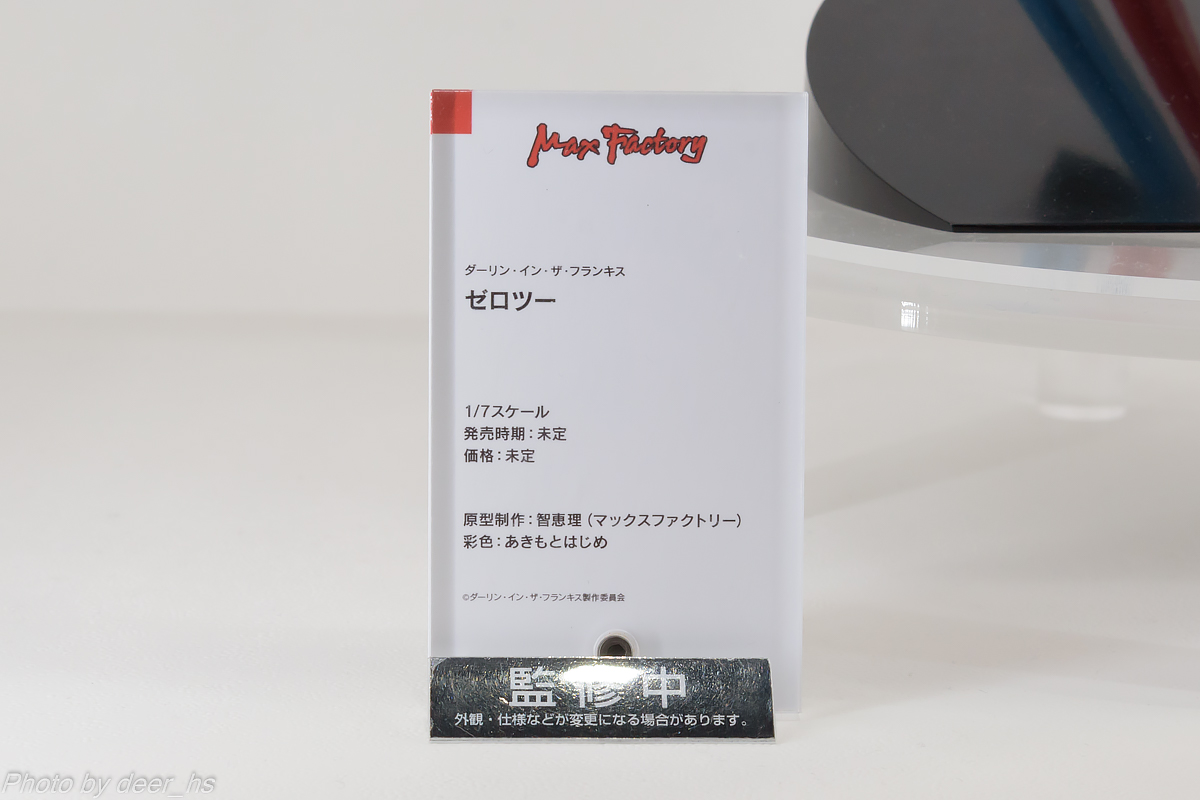 Max Factory
ダーリン・イン・ザ・フランキス
ゼロツー
1/7スケール
発売時期：未定
価格：未定
原型制作：智恵理（マックスファクトリー）
彩色：あきもとはじめ
©ダーリン・イン・ザ・フランキス製作委員会
監修中
外観・仕様などが変更になる場合があります。
Photo by deer_hs